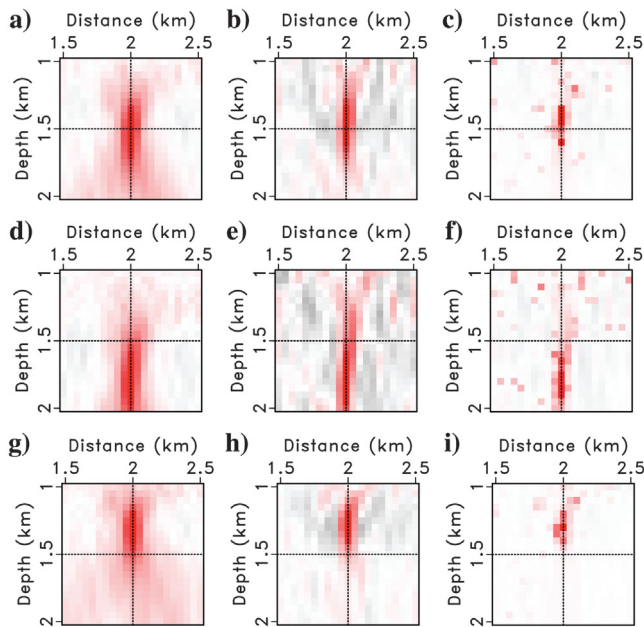 Distance (km) Distance (km) Distance (km)
a) 1.5 2 2.5 b) 1.5 2 2.5 c) 1.5 2 2.5
Depth (km) 1 1.5 2 Depth (km) 1 1.5 2 Depth (km) 1 1.5 2
Distance (km) Distance (km) Distance (km)
d) 1.5 2 2.5 e) 1.5 2 2.5 f) 1.5 2 2.5
Depth (km) 1 1.5 2 Depth (km) 1 1.5 2 Depth (km) 1 1.5 2
g) Distance (km) h) Distance (km) i) Distance (km)
1.5 2 2.5 1.5 2 2.5 1.5 2 2.5
Depth (km) 1 1.5 2 Depth (km) 1 1.5 2 Depth (km) 1 1.5 2